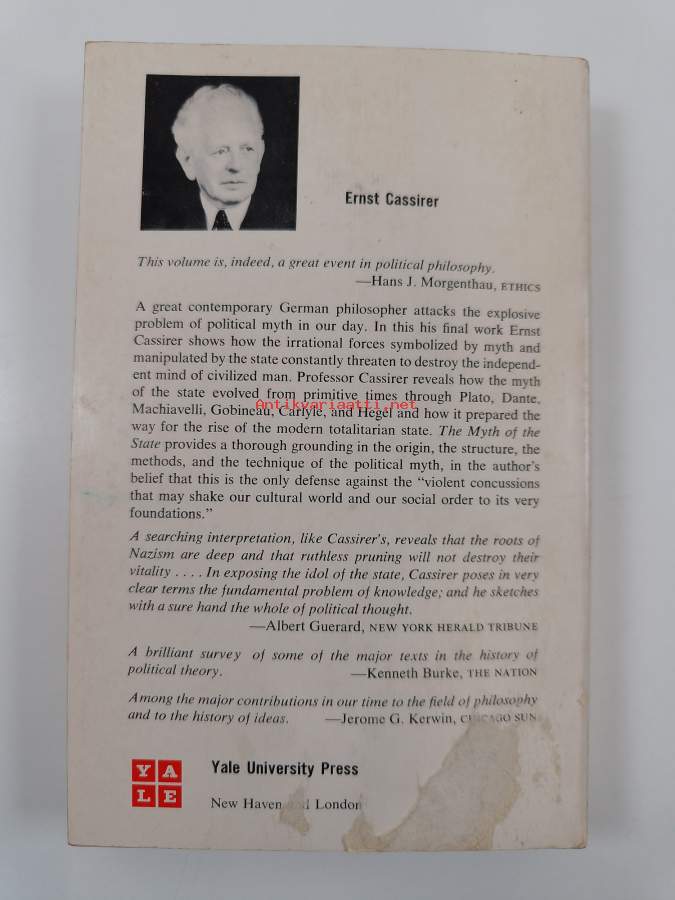 Ernst Cassirer
This volume is, indeed, a great event in political philosophy.
—Hans J. Morgenthau, ETHICS
A great contemporary German philosopher attacks the explosive
problem of political myth in our day. In this his final work Ernst
Cassirer shows how the irrational forces symbolized by myth and
manipulated by the state constantly threaten to destroy the independ-
ent mind of civilized man. Professor Cassirer reveals how the myth
of the state evolved from primitive times through Plato, Dante,
Antikvariaatti.net
Machiavelli, Gobineau, Carlyle, and Hegel and how it prepared the
way for the rise of the modern totalitarian state. The Myth of the
State provides a thorough grounding in the origin, the structure, the
methods, and the technique of the political myth, in the author's
belief that this is the only defense against the “violent concussions
that may shake our cultural world and our social order to its very
foundations.”
A searching interpretation, like Cassirer's, reveals that the roots of
Nazism are deep and that ruthless pruning will not destroy their
vitality . . . . In exposing the idol of the state, Cassirer poses in very
clear terms the fundamental problem of knowledge; and he sketches
with a sure hand the whole of political thought.
—Albert Guerard, NEW YORK HERALD TRIBUNE
A brilliant survey of some of the major texts in the history of
political theory. —Kenneth Burke, THE NATION
Among the major contributions in our time to the field of philosophy
and to the history of ideas. —Jerome G. Kerwin, CHICAGO SUN
YA
LE
Yale University Press
New Haven and London